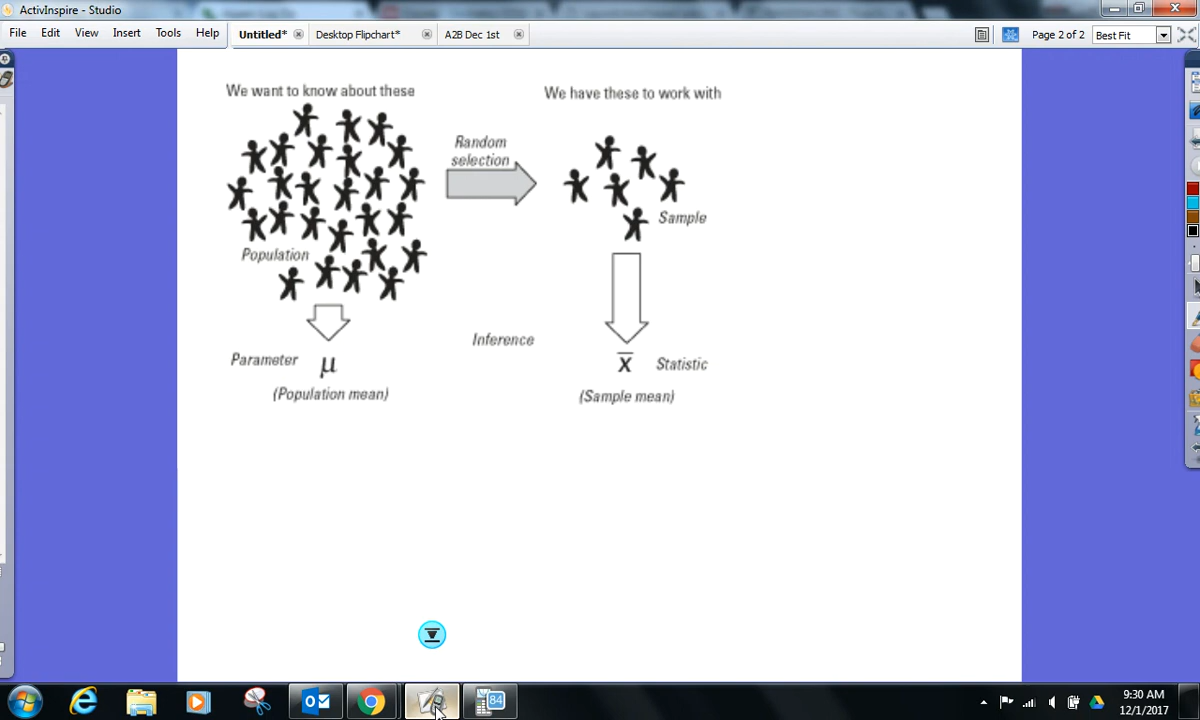 ActivInspire - Studio
File Edit View Insert Tools Help
Untitled* Desktop Flipchart* A2B Dec 1st
Page 2 of 2 Best Fit
We want to know about these
We have these to work with
Random
selection
Sample
Population
Inference
Parameter μ
x̅ Statistic
(Population mean)
(Sample mean)
84
9:30 AM
12/1/2017